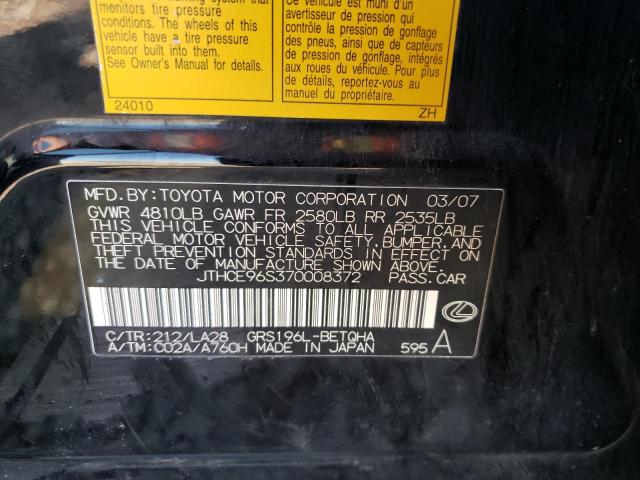 monitors tire pressure
conditions. The wheels of this
vehicle have a tire pressure
sensor built into them.
See Owner's Manual for details.
24010
Ce véhicule est muni d'un
avertisseur de pression qui
contrôle la pression de gonflage
des pneus, ainsi que de capteurs
de pression de gonflage, intégrés
aux roues du véhicule. Pour
plus d'indications, lire le manuel
du propriétaire.
ZH
MFD.BY:TOYOTA MOTOR CORPORATION 03/07
GVWR 4810LB GAWR FR 2580LB RR 2535LB
THIS VEHICLE CONFORMS TO ALL APPLICABLE
FEDERAL MOTOR VEHICLE SAFETY,BUMPER,AND
THEFT PREVENTION STANDARDS IN EFFECT ON
THE DATE OF MANUFACTURE SHOWN ABOVE.
JTHCE96S370008372 PASS.CAR
C/TR:212/LA28 GRS196L-BETQHA
A/TM:C02A/A760H MADE IN JAPAN 595 A